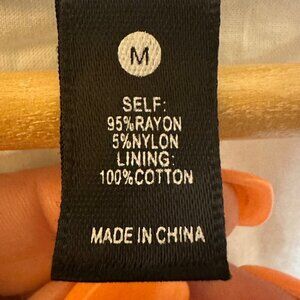 M
SELF:
95%RAYON
5%NYLON
LINING:
100%COTTON
MADE IN CHINA